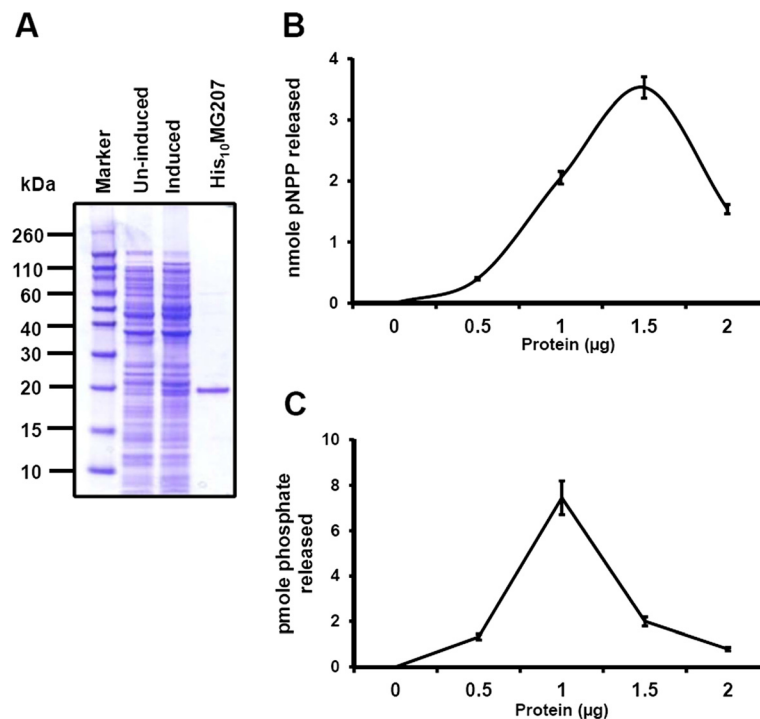 A
kDa
Marker
Un-induced
Induced
His₁₀MG207
260
110
60
40
30
20
15
10
B
nmole pNPP released
4
3
2
1
0
0 0.5 1 1.5 2
Protein (µg)
C
pmole phosphate
released
10
8
6
4
2
0
0 0.5 1 1.5 2
Protein (µg)